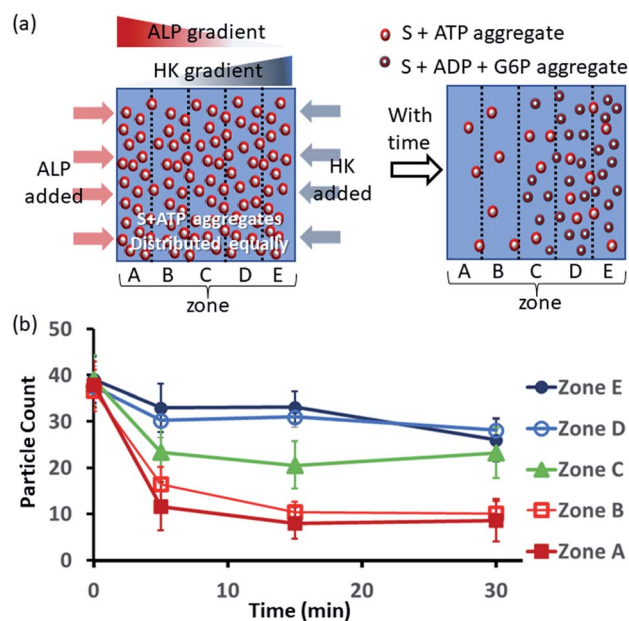 (a)
ALP gradient
HK gradient
ALP
added
S+ATP aggregates
Distributed equally
HK
added
A B C D E
zone
With
time
S + ATP aggregate
S + ADP + G6P aggregate
A B C D E
zone
(b)
Particle Count
50
40
30
20
10
0
0 10 20 30
Time (min)
Zone E
Zone D
Zone C
Zone B
Zone A